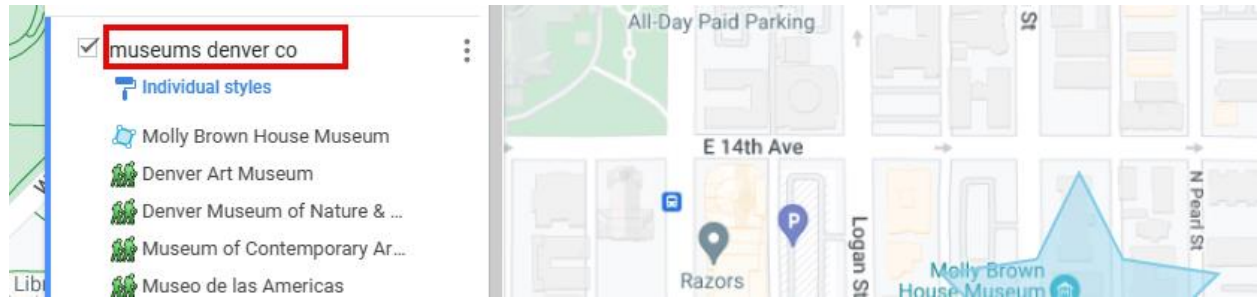 museums denver co
Individual styles
Molly Brown House Museum
Denver Art Museum
Denver Museum of Nature & ...
Museum of Contemporary Ar...
Museo de las Americas
Libr
All-Day Paid Parking
St
E 14th Ave
N Pearl St
P
Logan St
Razors
Molly Brown
House Museum